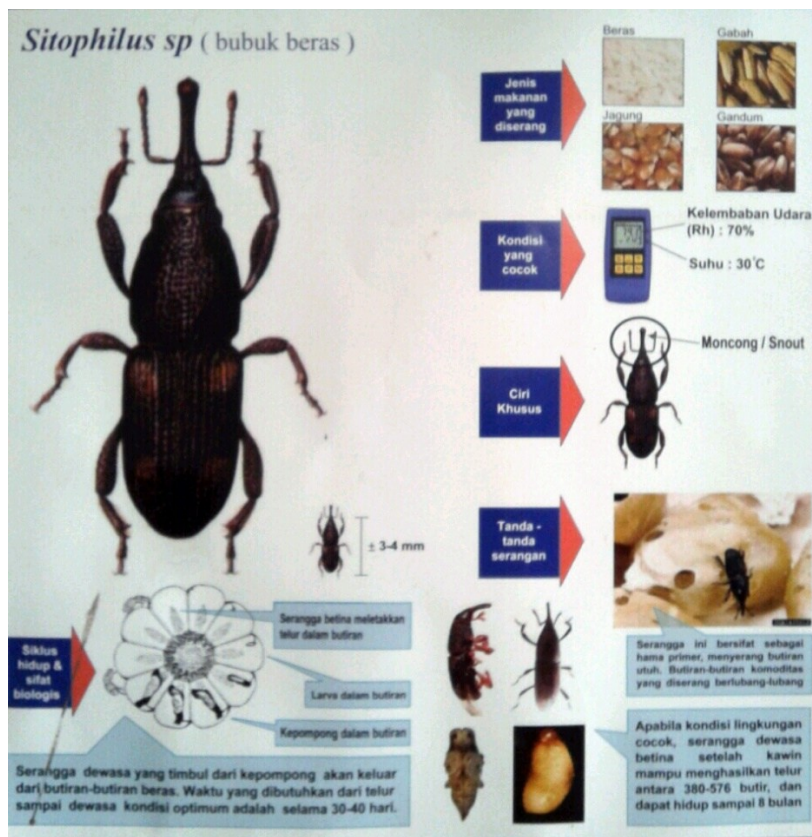 Sitophilus sp ( bubuk beras )
Jenis
makanan
yang
diserang
Beras
Gabah
Jagung
Gandum
Kondisi
yang
cocok
Kelembaban Udara
(Rh) : 70%
Suhu : 30°C
Ciri
Khusus
Moncong / Snout
Tanda -
tanda
serangan
± 3-4 mm
Serangga ini bersifat sebagai
hama primer, menyerang butiran
utuh. Butiran-butiran komoditas
yang diserang berlubang-lubang
Siklus
hidup &
sifat
biologis
Serangga betina meletakkan
telur dalam butiran
Larva dalam butiran
Kepompong dalam butiran
Serangga dewasa yang timbul dari kepompong akan keluar
dari butiran-butiran beras. Waktu yang dibutuhkan dari telur
sampai dewasa kondisi optimum adalah selama 30-40 hari.
Apabila kondisi lingkungan
cocok, serangga dewasa
betina setelah kawin
mampu menghasilkan telur
antara 380-576 butir, dan
dapat hidup sampai 8 bulan